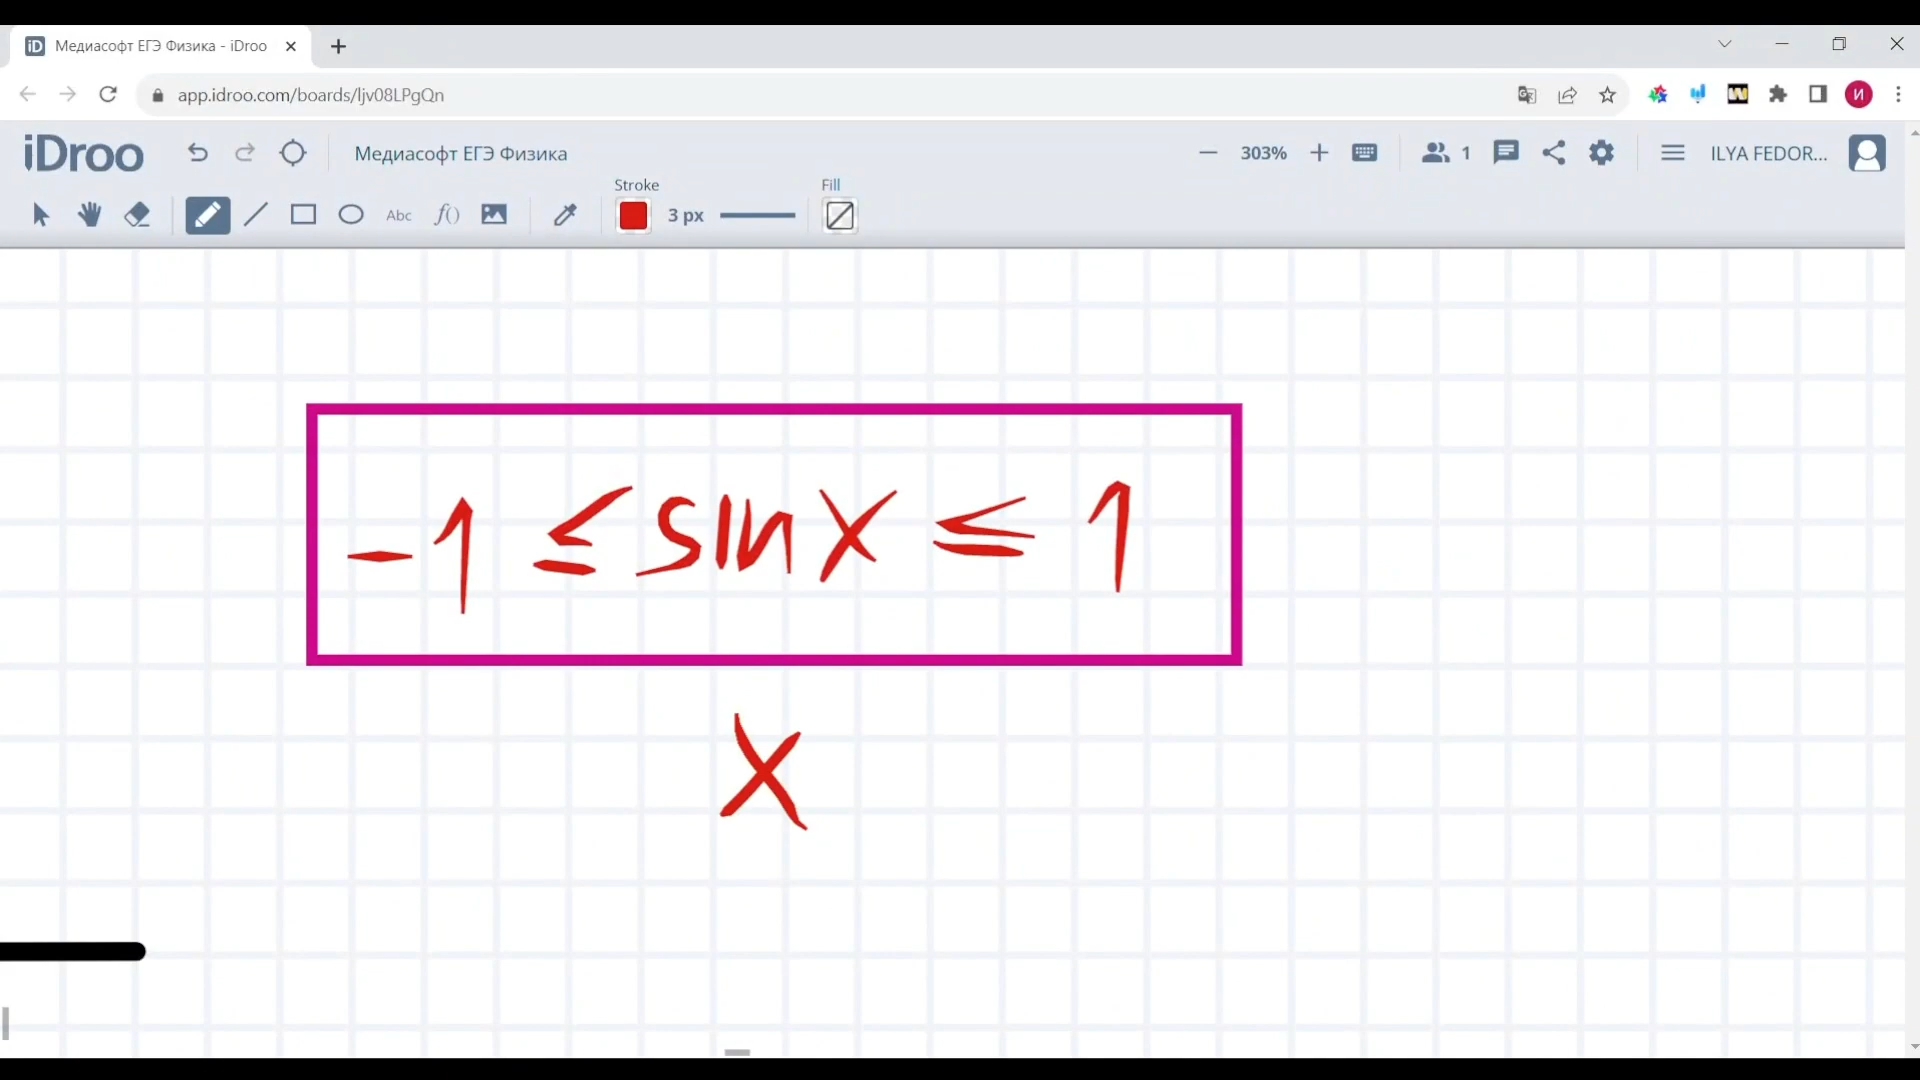 Медиасофт ЕГЭ Физика - iDroo
app.idroo.com/boards/ljv08LPgQn
И
iDroo
Медиасофт ЕГЭ Физика
303%
1
ILYA FEDOR...
Stroke
Fill
Abc
f()
3 px
-1 ≤ sin x ≤ 1
x